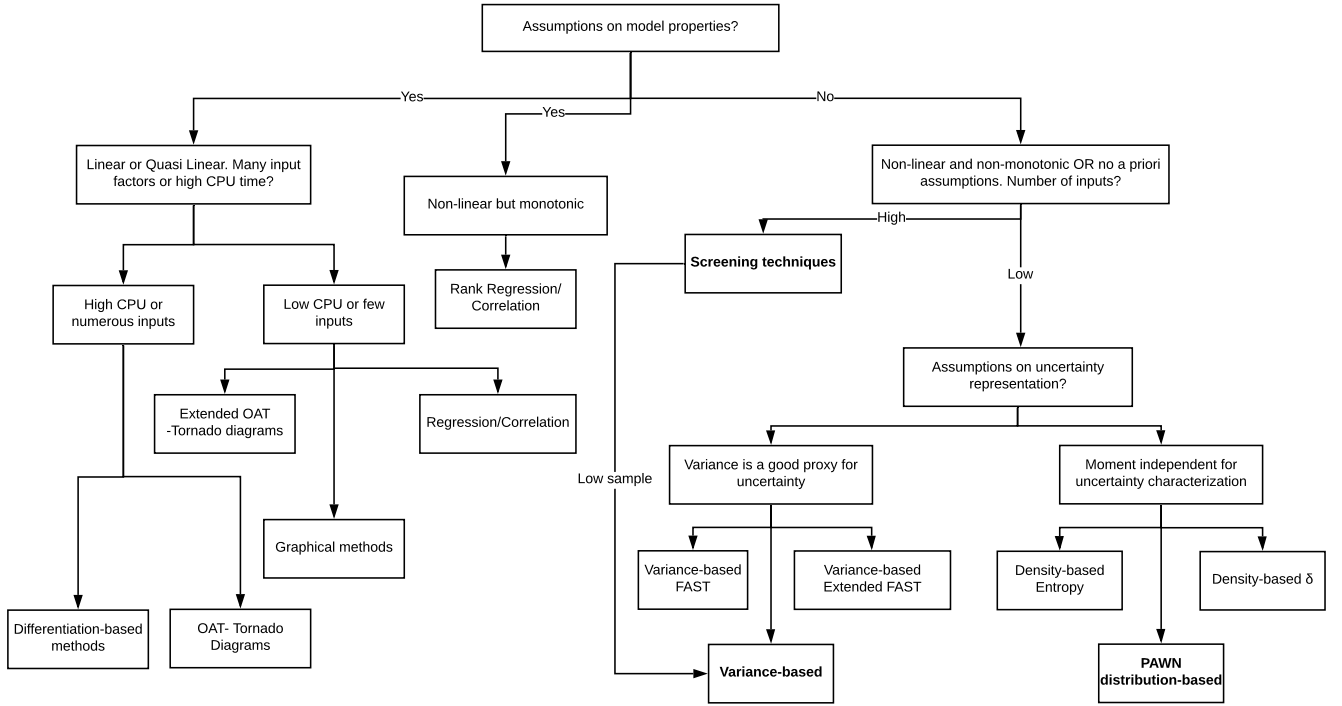 Assumptions on model properties?
Yes
Yes
No
Linear or Quasi Linear. Many input
factors or high CPU time?
Non-linear but monotonic
Non-linear and non-monotonic OR no a priori
assumptions. Number of inputs?
High
Low
Screening techniques
High CPU or
numerous inputs
Low CPU or few
inputs
Rank Regression/
Correlation
Assumptions on uncertainty
representation?
Extended OAT
-Tornado diagrams
Regression/Correlation
Low sample
Variance is a good proxy for
uncertainty
Moment independent for
uncertainty characterization
Graphical methods
Variance-based
FAST
Variance-based
Extended FAST
Density-based
Entropy
Density-based δ
Differentiation-based
methods
OAT- Tornado
Diagrams
Variance-based
PAWN
distribution-based